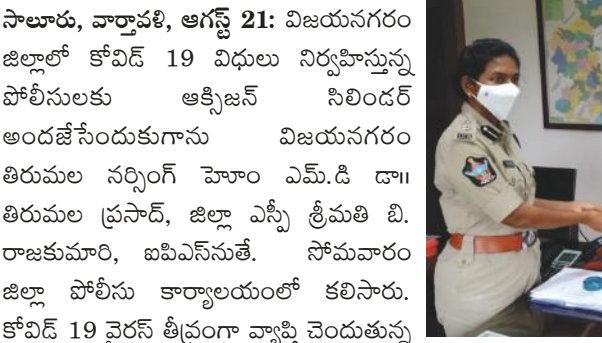 సాలూరు, వార్తావళి, ఆగస్ట్ 21: విజయనగరం
జిల్లాలో కోవిడ్ 19 విధులు నిర్వహిస్తున్న
పోలీసులకు ఆక్సిజన్ సిలిండర్
అందజేసేందుకుగాను విజయనగరం
తిరుమల నర్సింగ్ హెూం ఎమ్.డి డా॥
తిరుమల ప్రసాద్, జిల్లా ఎస్పీ శ్రీమతి బి.
రాజకుమారి, ఐపిఎస్‌నుతే. సోమవారం
జిల్లా పోలీసు కార్యాలయంలో కలిసారు.
కోవిడ్ 19 వైరస్ తీవ్రంగా వ్యాప్తి చెందుతున్న